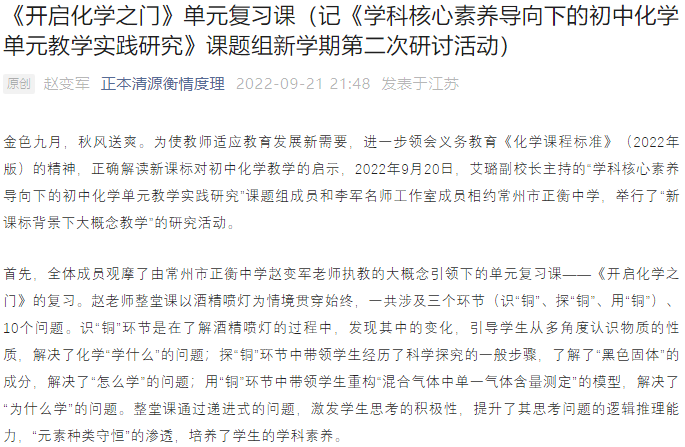 《开启化学之门》单元复习课（记《学科核心素养导向下的初中化学
单元教学实践研究》课题组新学期第二次研讨活动）
原创 赵变军 正本清源衡情度理 2022-09-21 21:48 发表于江苏
金色九月，秋风送爽。为使教师适应教育发展新需要，进一步领会义务教育《化学课程标准》（2022年
版）的精神，正确解读新课标对初中化学教学的启示，2022年9月20日，艾璐副校长主持的“学科核心素养
导向下的初中化学单元教学实践研究”课题组成员和李军名师工作室成员相约常州市正衡中学，举行了“新
课标背景下大概念教学”的研究活动。
首先，全体成员观摩了由常州市正衡中学赵变军老师执教的大概念引领下的单元复习课——《开启化学之
门》的复习。赵老师整堂课以酒精喷灯为情境贯穿始终，一共涉及三个环节（识“铜”、探“铜”、用“铜”）、
10个问题。识“铜”环节是在了解酒精喷灯的过程中，发现其中的变化，引导学生从多角度认识物质的性
质，解决了化学“学什么”的问题；探“铜”环节中带领学生经历了科学探究的一般步骤，了解了“黑色固体”的
成分，解决了“怎么学”的问题；用“铜”环节中带领学生重构“混合气体中单一气体含量测定”的模型，解决了
“为什么学”的问题。整堂课通过递进式的问题，激发学生思考的积极性，提升了其思考问题的逻辑推理能
力，“元素种类守恒”的渗透，培养了学生的学科素养。